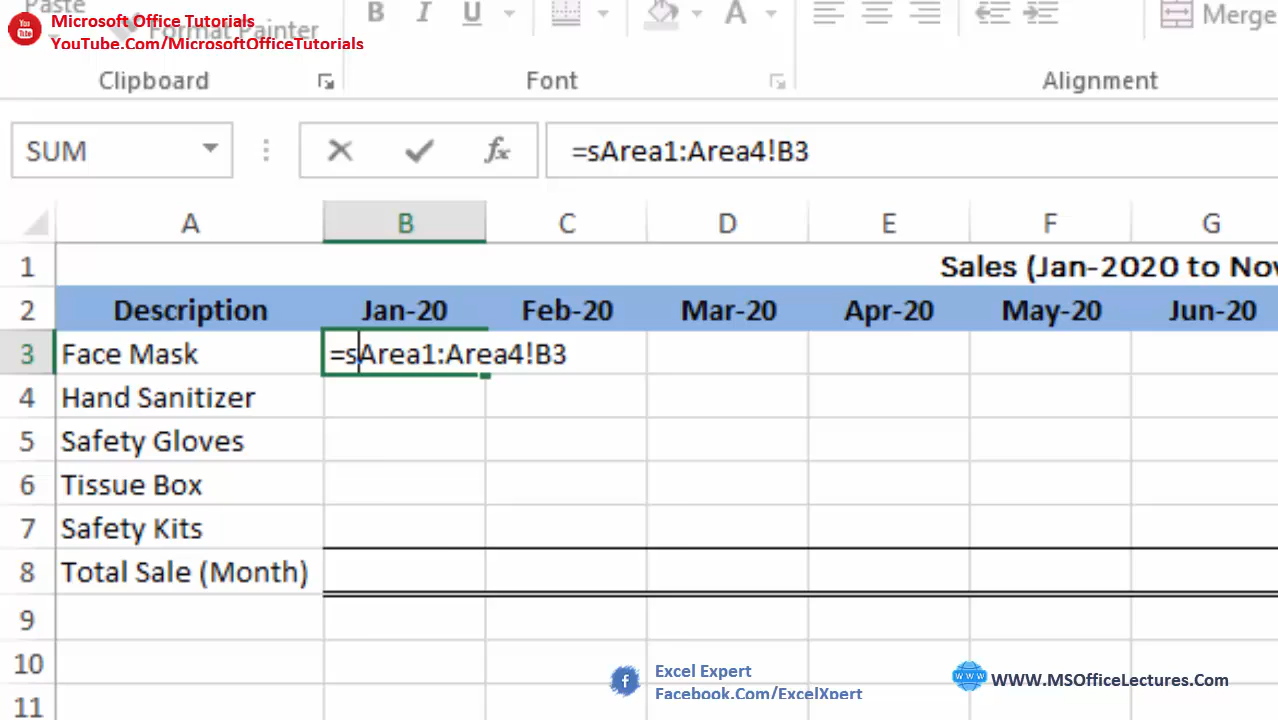 Paste
Microsoft Office Tutorials
Format Painter
YouTube.Com/MicrosoftOfficeTutorials
B I U A Merge
Clipboard Font Alignment
SUM fx =sArea1:Area4!B3
A B C D E F G
1 Sales (Jan-2020 to Nov
2 Description Jan-20 Feb-20 Mar-20 Apr-20 May-20 Jun-20
3 Face Mask =sArea1:Area4!B3
4 Hand Sanitizer
5 Safety Gloves
6 Tissue Box
7 Safety Kits
8 Total Sale (Month)
9
10
11
Excel Expert
Facebook.Com/ExcelXpert
WWW.MSOfficeLectures.Com